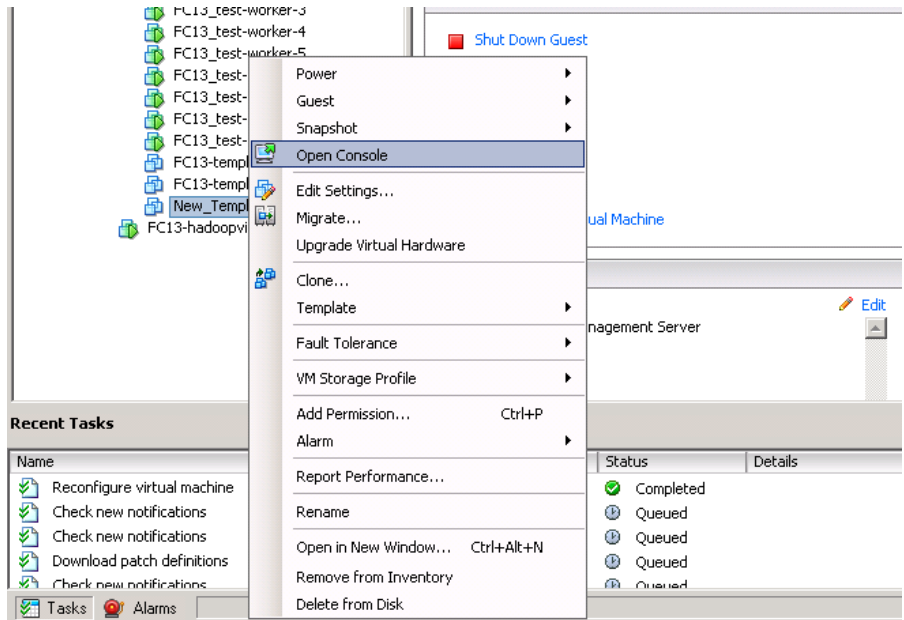 FC13_test-worker-3
FC13_test-worker-4
FC13_test-worker-5
FC13_test-
FC13_test-
FC13_test-
FC13_test-
FC13-templ
FC13-templ
New_Templ
FC13-hadoopvi
Shut Down Guest
ual Machine
Edit
nagement Server
Power
Guest
Snapshot
Open Console
Edit Settings...
Migrate...
Upgrade Virtual Hardware
Clone...
Template
Fault Tolerance
VM Storage Profile
Add Permission... Ctrl+P
Alarm
Report Performance...
Rename
Open in New Window... Ctrl+Alt+N
Remove from Inventory
Delete from Disk
Recent Tasks
Name Status Details
Reconfigure virtual machine Completed
Check new notifications Queued
Check new notifications Queued
Download patch definitions Queued
Check new notifications Queued
Tasks Alarms